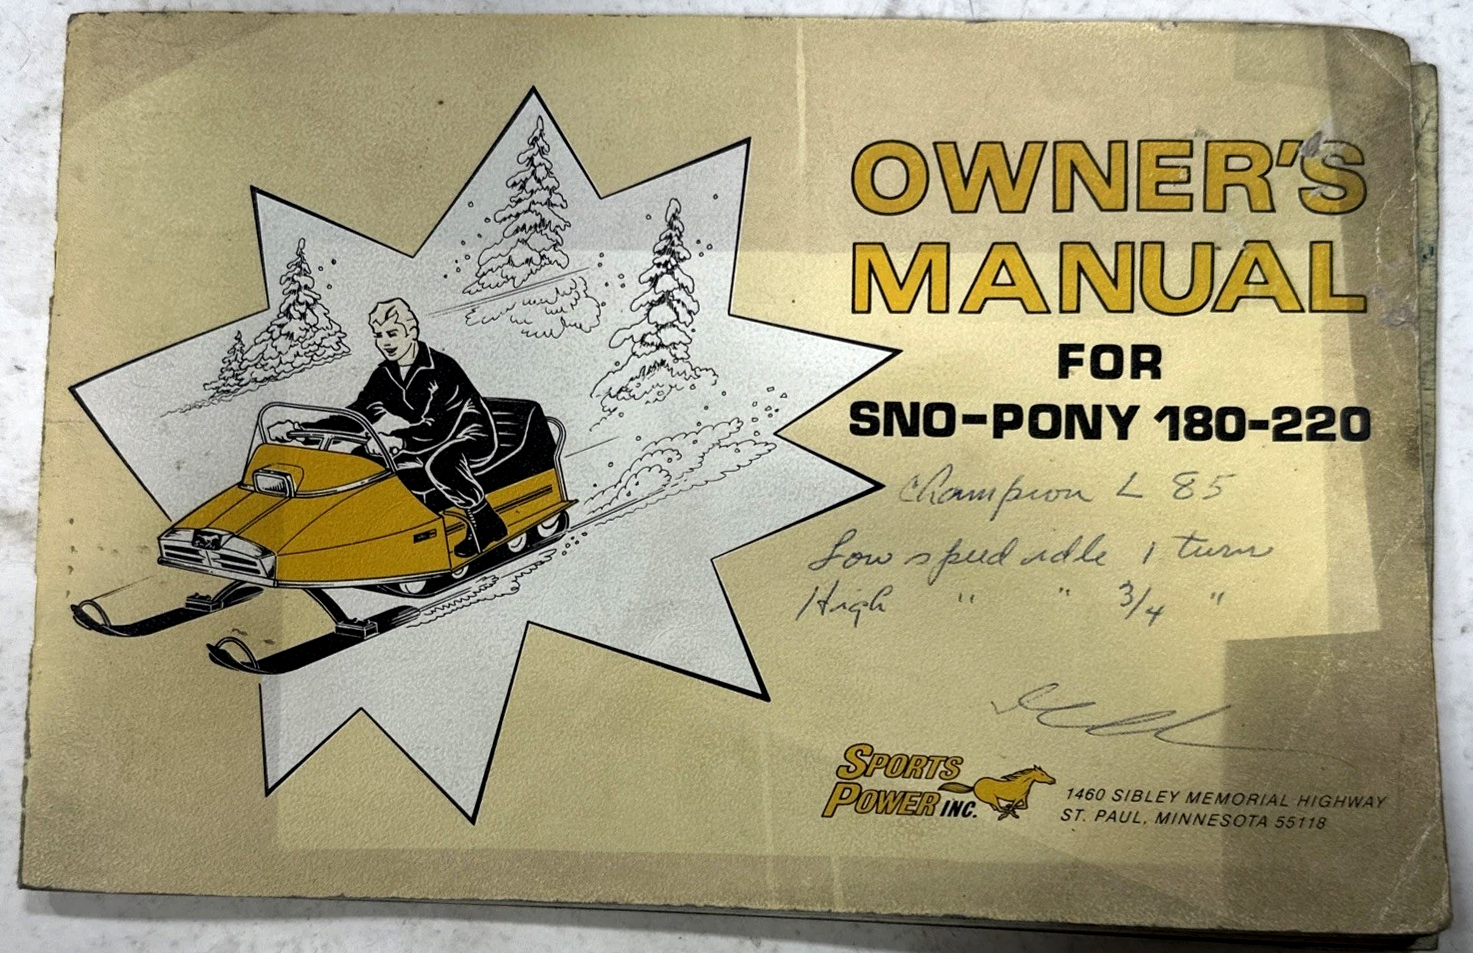 OWNER'S
MANUAL
FOR
SNO-PONY 180-220
Champion L 85
Low speed idle 1 turn
High " " 3/4 "
SPORTS
POWER INC.
1460 SIBLEY MEMORIAL HIGHWAY
ST. PAUL, MINNESOTA 55118